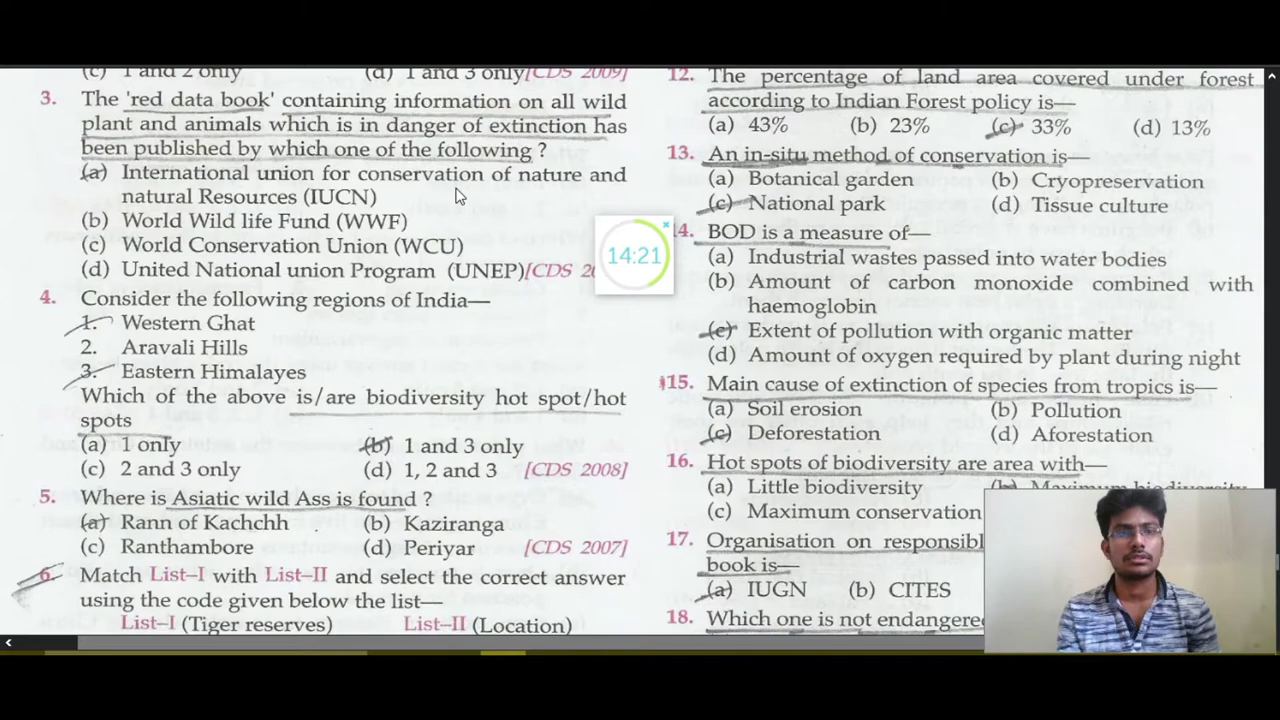 (c) 1 and 2 only (d) 1 and 3 only [CDS 2009]
3. The 'red data book' containing information on all wild
plant and animals which is in danger of extinction has
been published by which one of the following ?
(a) International union for conservation of nature and
natural Resources (IUCN)
(b) World Wild life Fund (WWF)
(c) World Conservation Union (WCU)
(d) United National union Program (UNEP) [CDS 20
4. Consider the following regions of India—
1. Western Ghat
2. Aravali Hills
3. Eastern Himalayes
Which of the above is/are biodiversity hot spot/hot
spots
(a) 1 only (b) 1 and 3 only
(c) 2 and 3 only (d) 1, 2 and 3 [CDS 2008]
5. Where is Asiatic wild Ass is found ?
(a) Rann of Kachchh (b) Kaziranga
(c) Ranthambore (d) Periyar [CDS 2007]
6. Match List–I with List–II and select the correct answer
using the code given below the list—
List–I (Tiger reserves) List–II (Location)
12. The percentage of land area covered under forest
according to Indian Forest policy is—
(a) 43% (b) 23% (c) 33% (d) 13%
13. An in-situ method of conservation is—
(a) Botanical garden (b) Cryopreservation
(c) National park (d) Tissue culture
14:21
14. BOD is a measure of—
(a) Industrial wastes passed into water bodies
(b) Amount of carbon monoxide combined with
haemoglobin
(c) Extent of pollution with organic matter
(d) Amount of oxygen required by plant during night
15. Main cause of extinction of species from tropics is—
(a) Soil erosion (b) Pollution
(c) Deforestation (d) Aforestation
16. Hot spots of biodiversity are area with—
(a) Little biodiversity (b) Maximum biodiversity
(c) Maximum conservation
17. Organisation on responsibl
book is—
(a) IUGN (b) CITES
18. Which one is not endangered